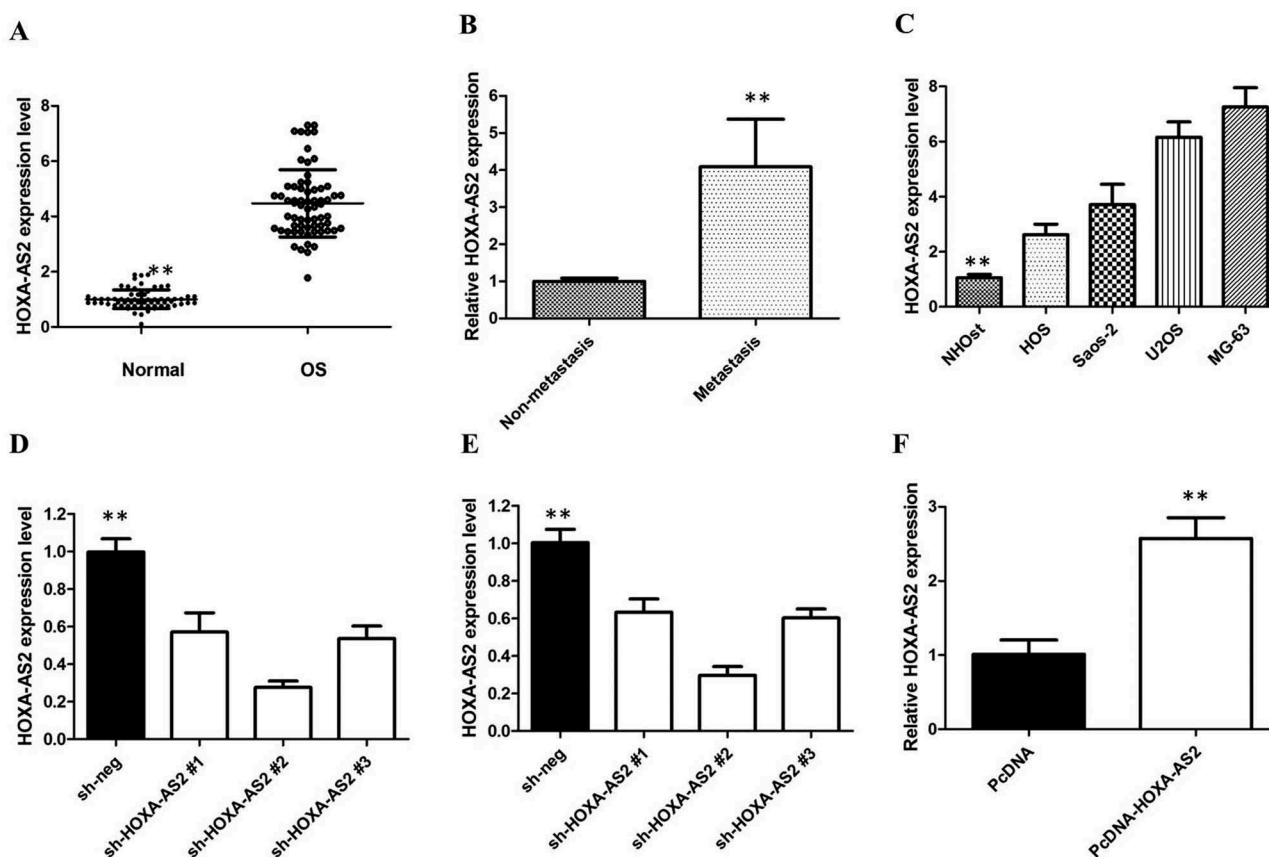 A
HOXA-AS2 expression level
8
6
4
2
0
**
Normal
OS
B
Relative HOXA-AS2 expression
6
5
4
3
2
1
0
**
Non-metastasis
Metastasis
C
HOXA-AS2 expression level
8
6
4
2
0
**
NHOst
HOS
Saos-2
U2OS
MG-63
D
HOXA-AS2 expression level
1.2
1.0
0.8
0.6
0.4
0.2
0.0
**
sh-neg
sh-HOXA-AS2 #1
sh-HOXA-AS2 #2
sh-HOXA-AS2 #3
E
HOXA-AS2 expression level
1.2
1.0
0.8
0.6
0.4
0.2
0.0
**
sh-neg
sh-HOXA-AS2 #1
sh-HOXA-AS2 #2
sh-HOXA-AS2 #3
F
Relative HOXA-AS2 expression
3
2
1
0
**
PcDNA
PcDNA-HOXA-AS2